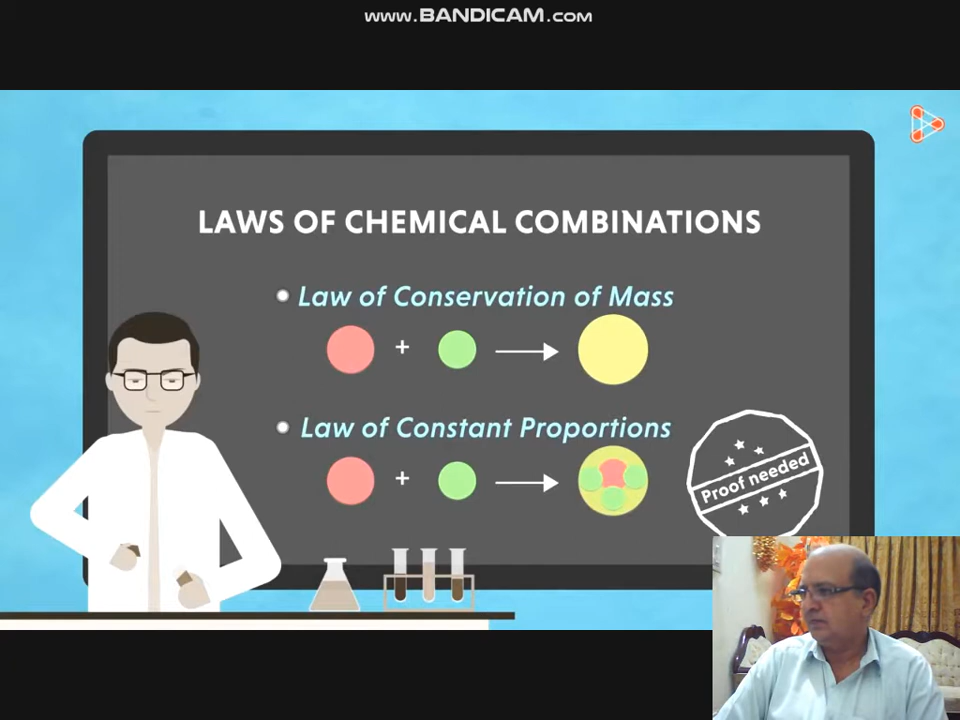 www.BANDICAM.com
LAWS OF CHEMICAL COMBINATIONS
Law of Conservation of Mass
+
Law of Constant Proportions
+
Proof needed